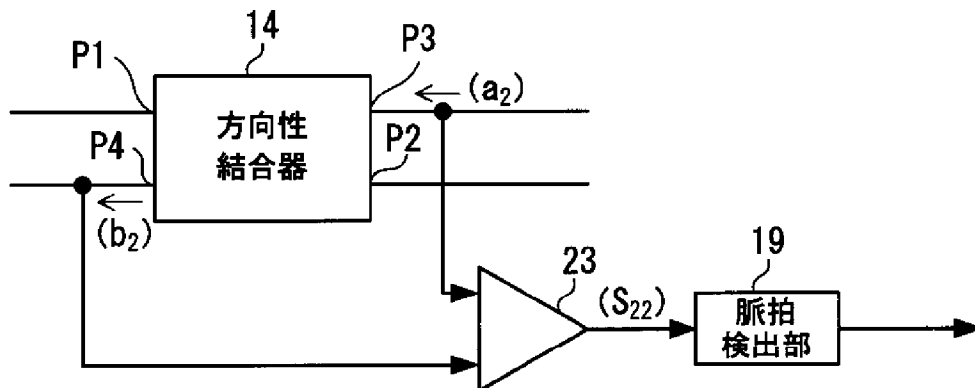 14
P1
P3
(a₂)
方向性
結合器
P4
P2
(b₂)
23
19
(S₂₂)
脈拍
検出部